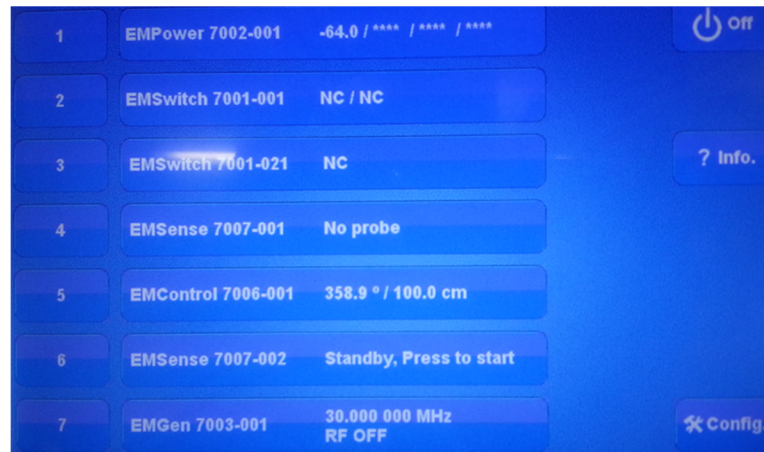 1 EMPower 7002-001 -64.0 / **** / **** / ****
Off
2 EMSwitch 7001-001 NC / NC
3 EMSwitch 7001-021 NC
? Info.
4 EMSense 7007-001 No probe
5 EMControl 7006-001 358.9 º / 100.0 cm
6 EMSense 7007-002 Standby, Press to start
7 EMGen 7003-001 30.000 000 MHz
RF OFF
Config.